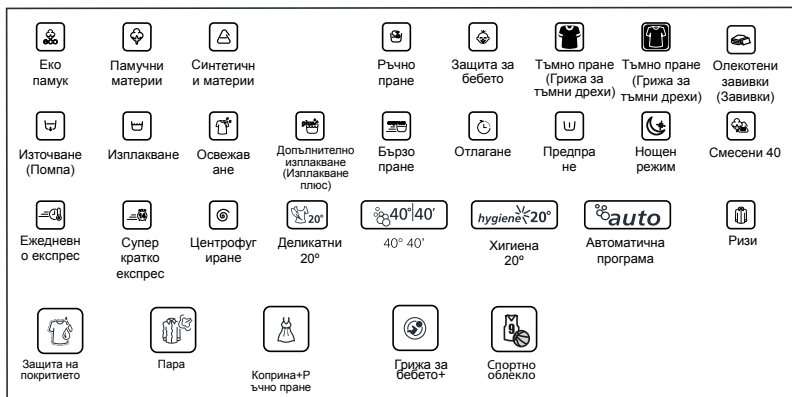 Еко
памук
Памучни
материи
Синтетичн
и материи
Ръчно
пране
Защита за
бебето
Тъмно пране
(Грижа за
тъмни дрехи)
Тъмно пране
(Грижа за
тъмни дрехи)
Олекотени
завивки
(Завивки)
Източване
(Помпа)
Изплакване
Освежав
ане
Допълнително
изплакване
(Изплакване
плюс)
Бързо
пране
Отлагане
Предпра
не
Нощен
режим
Смесени 40
14
20°
40° 40'
hygiene 20°
auto
Ежедневн
о експрес
Супер
кратко
експрес
Центрофуг
иране
Деликатни
20º
40° 40'
Хигиена
20º
Автоматична
програма
Ризи
9
Защита на
покритието
Пара
Коприна+Р
ъчно пране
Грижа за
бебето+
Спортно
облекло